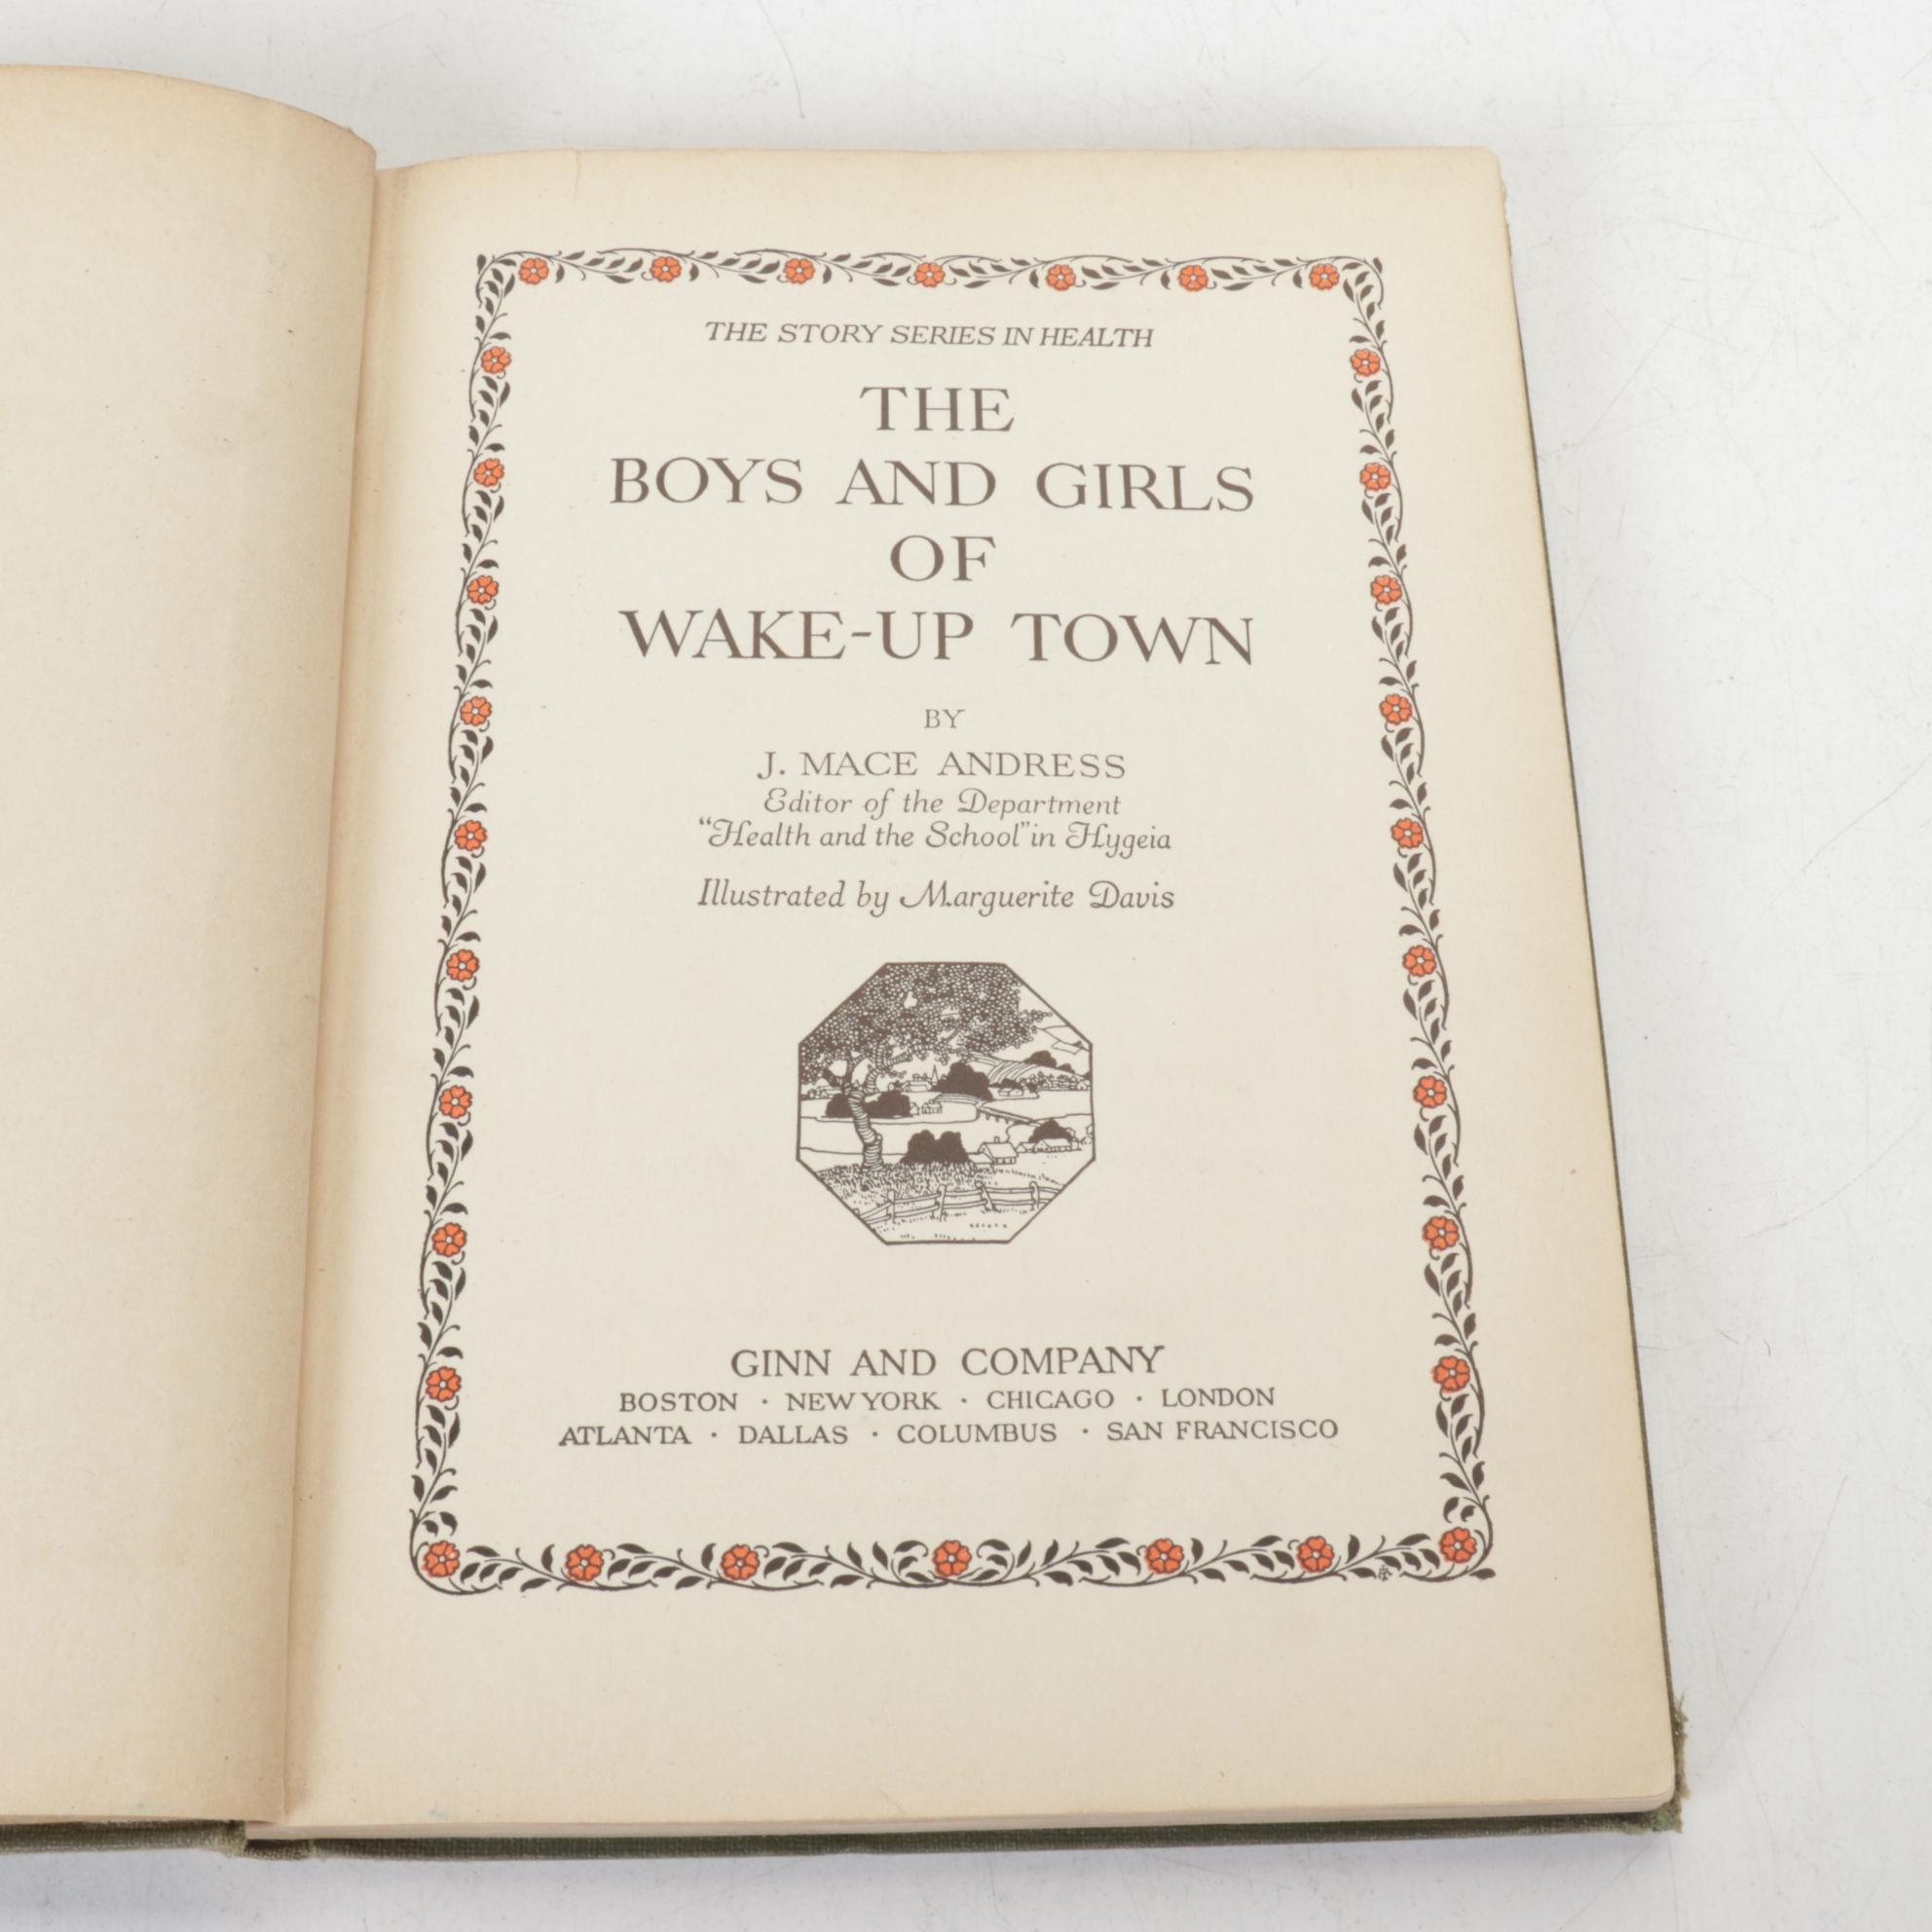 THE STORY SERIES IN HEALTH
THE
BOYS AND GIRLS
OF
WAKE-UP TOWN
BY
J. MACE ANDRESS
Editor of the Department
"Health and the School" in Hygeia
Illustrated by Marguerite Davis
GINN AND COMPANY
BOSTON · NEW YORK · CHICAGO · LONDON
ATLANTA · DALLAS · COLUMBUS · SAN FRANCISCO